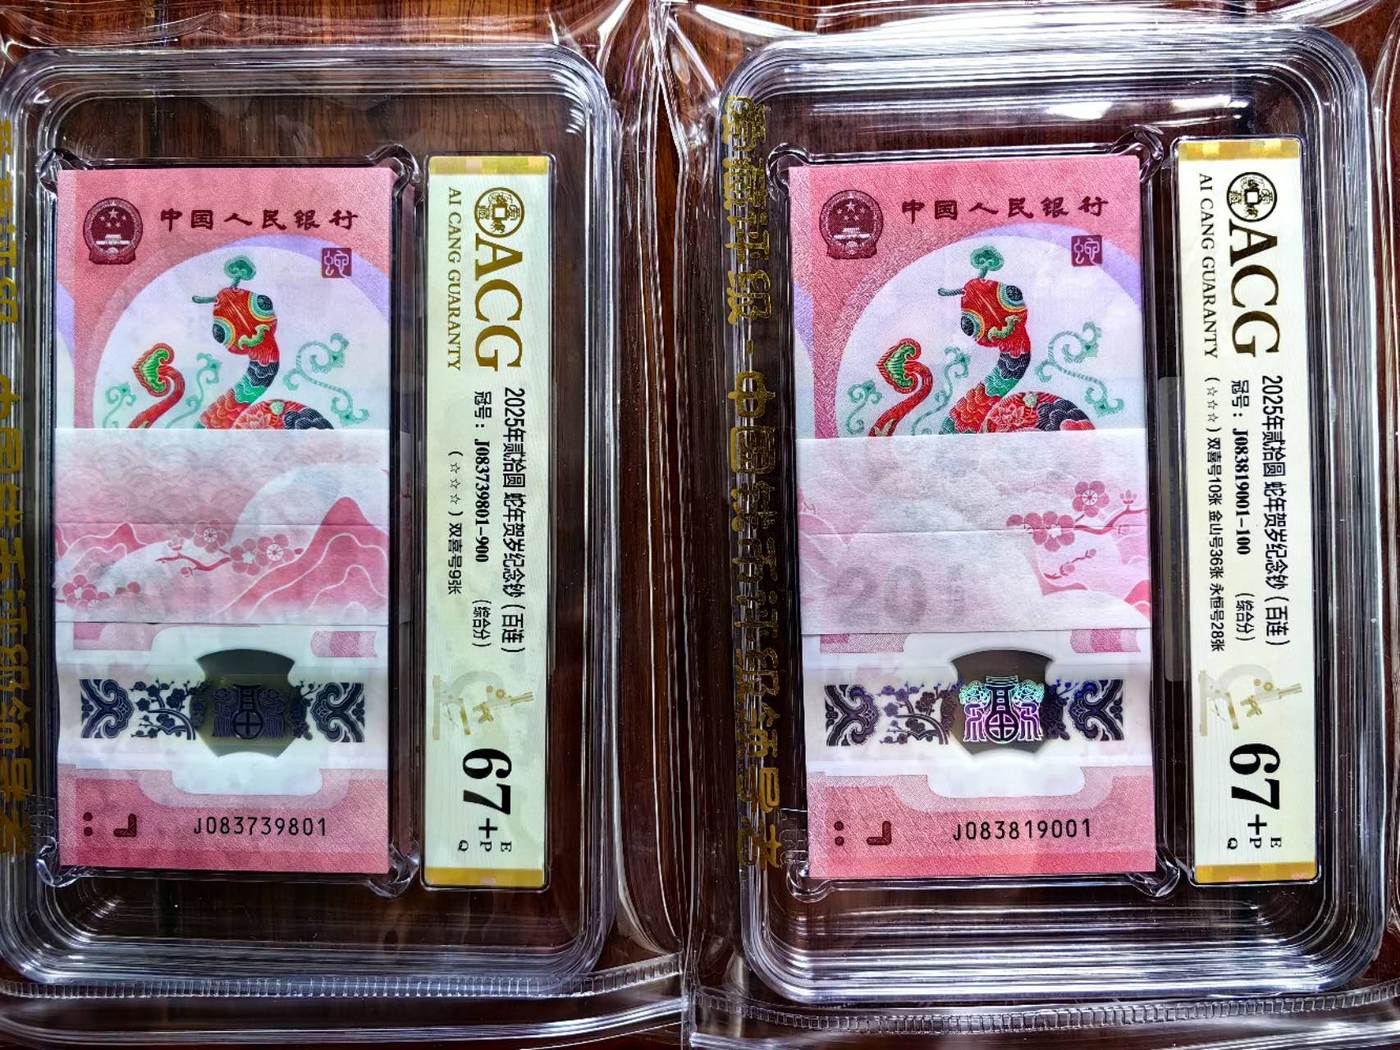 中国人民银行
J083739801
ACG
AI CANG GUARANTY
2025年贰拾圆 蛇年贺岁纪念钞（百连）
冠号：J083739801-900 （综合分）
（☆☆☆）双喜号9张
67+
E
P
Q
中国人民银行
20
J083819001
ACG
AI CANG GUARANTY
2025年贰拾圆 蛇年贺岁纪念钞（百连）
冠号：J083819001-100 （综合分）
（☆☆☆）双喜号10张 金山号36张 永恒号28张
67+
E
P
Q